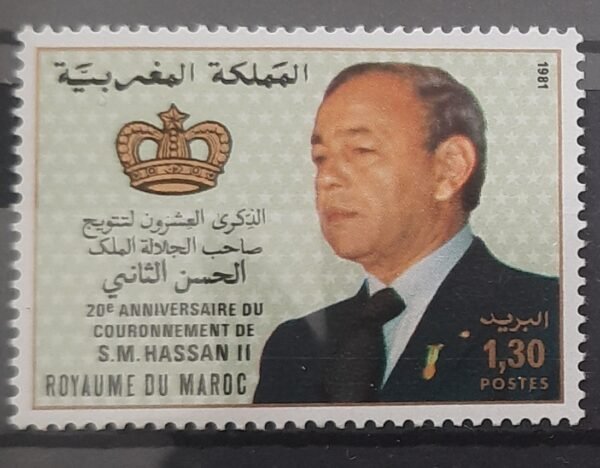 المملكة المغربية
1981
الذكرى العشرون لتتويج
صاحب الجلالة الملك
الحسن الثاني
20e ANNIVERSAIRE DU
COURONNEMENT DE
S.M. HASSAN II
ROYAUME DU MAROC
البريد
1,30
POSTES